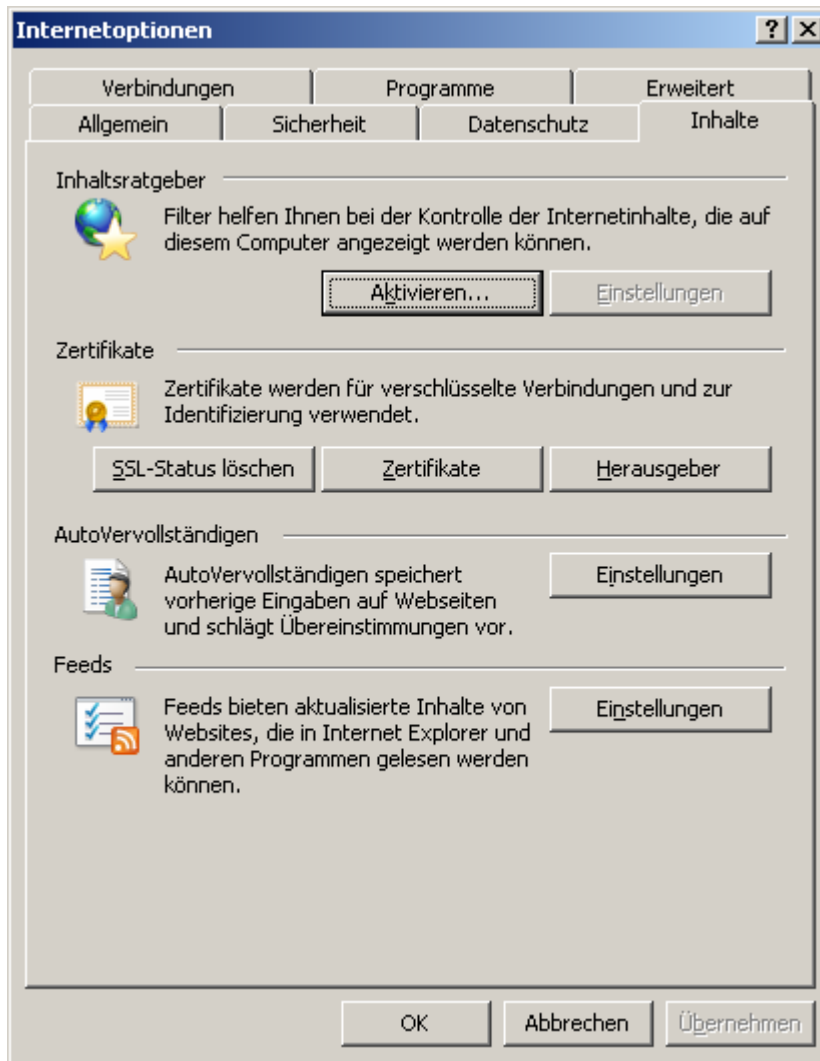 Internetoptionen
Verbindungen Programme Erweitert
Allgemein Sicherheit Datenschutz Inhalte
Inhaltsratgeber
Filter helfen Ihnen bei der Kontrolle der Internetinhalte, die auf
diesem Computer angezeigt werden können.
Aktivieren... Einstellungen
Zertifikate
Zertifikate werden für verschlüsselte Verbindungen und zur
Identifizierung verwendet.
SSL-Status löschen Zertifikate Herausgeber
AutoVervollständigen
AutoVervollständigen speichert
vorherige Eingaben auf Webseiten
und schlägt Übereinstimmungen vor.
Einstellungen
Feeds
Feeds bieten aktualisierte Inhalte von
Websites, die in Internet Explorer und
anderen Programmen gelesen werden
können.
Einstellungen
OK Abbrechen Übernehmen